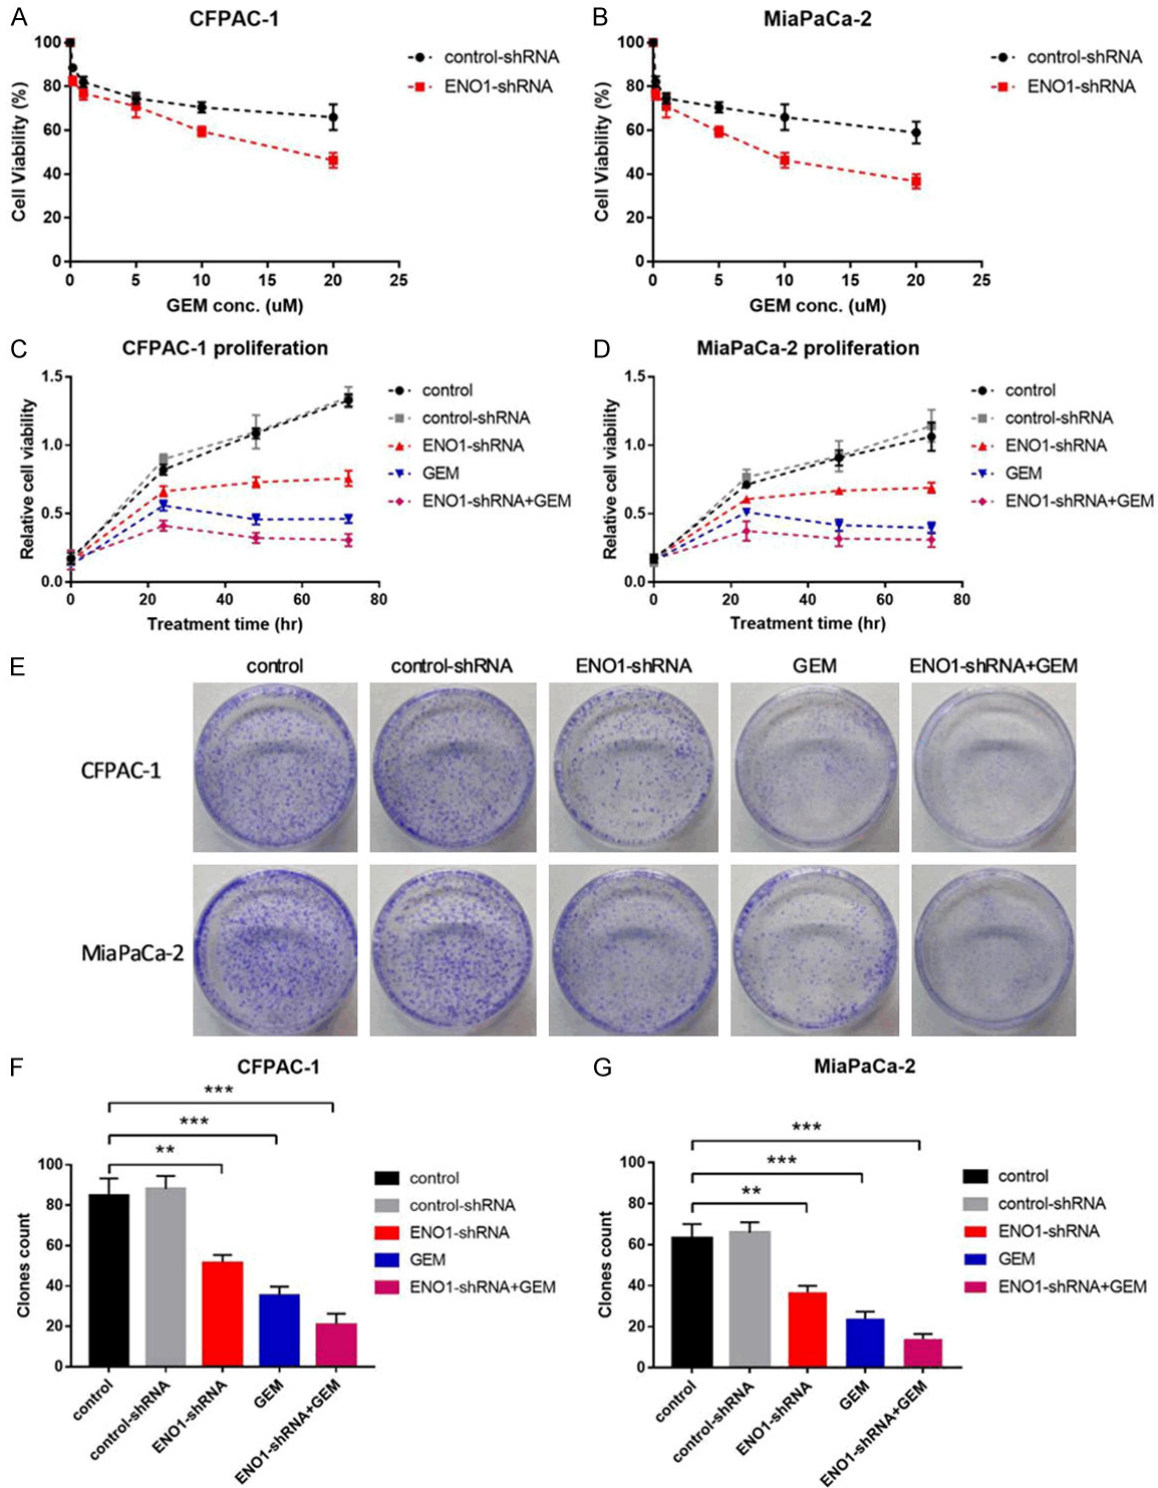 A
CFPAC-1
100
80
60
40
20
0
Cell Viability (%)
0 5 10 15 20 25
GEM conc. (uM)
control-shRNA
ENO1-shRNA
B
MiaPaCa-2
100
80
60
40
20
0
Cell Viability (%)
0 5 10 15 20 25
GEM conc. (uM)
control-shRNA
ENO1-shRNA
C
CFPAC-1 proliferation
1.5
1.0
0.5
0.0
Relative cell viability
0 20 40 60 80
Treatment time (hr)
control
control-shRNA
ENO1-shRNA
GEM
ENO1-shRNA+GEM
D
MiaPaCa-2 proliferation
1.5
1.0
0.5
0.0
Relative cell viability
0 20 40 60 80
Treatment time (hr)
control
control-shRNA
ENO1-shRNA
GEM
ENO1-shRNA+GEM
E
control control-shRNA ENO1-shRNA GEM ENO1-shRNA+GEM
CFPAC-1
MiaPaCa-2
F
CFPAC-1
***
***
**
100
80
60
40
20
0
Clones count
control
control-shRNA
ENO1-shRNA
GEM
ENO1-shRNA+GEM
control
control-shRNA
ENO1-shRNA
GEM
ENO1-shRNA+GEM
G
MiaPaCa-2
***
***
**
100
80
60
40
20
0
Clones count
control
control-shRNA
ENO1-shRNA
GEM
ENO1-shRNA+GEM
control
control-shRNA
ENO1-shRNA
GEM
ENO1-shRNA+GEM